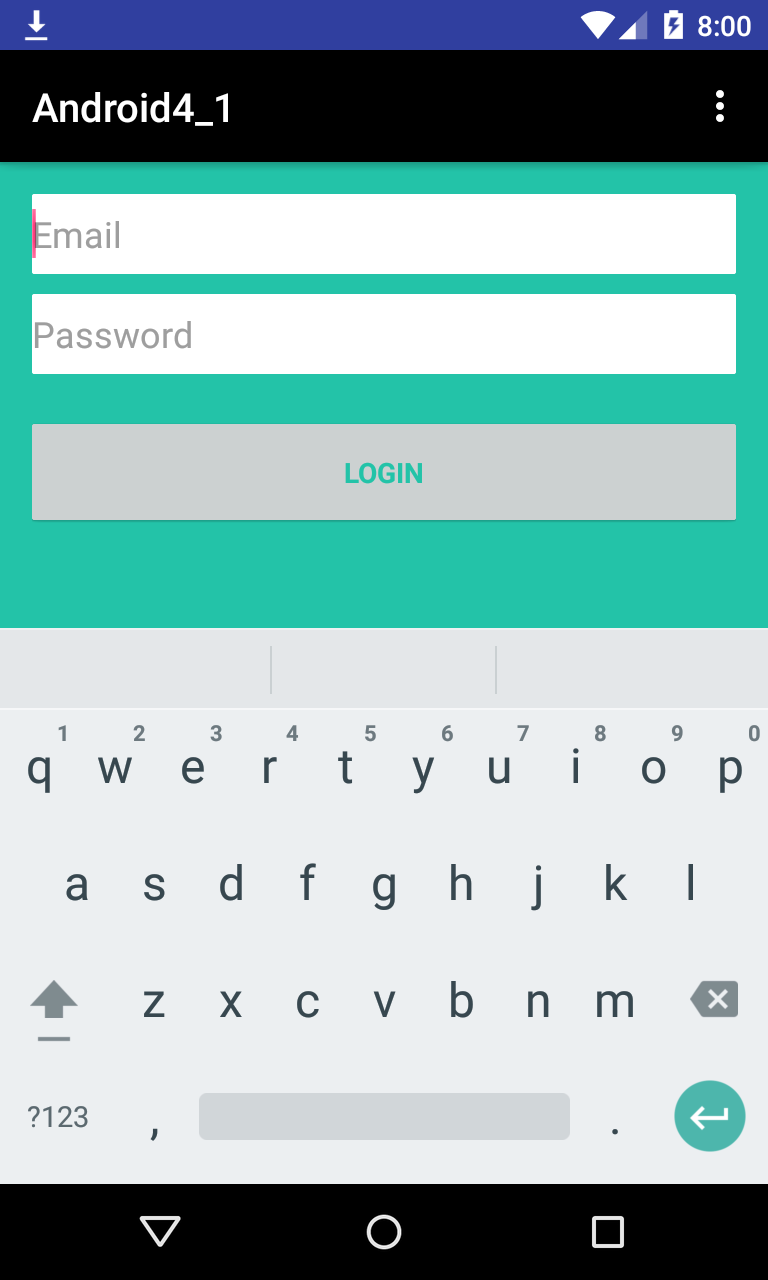 8:00
Android4_1
Email
Password
LOGIN
1 2 3 4 5 6 7 8 9 0
q w e r t y u i o p
a s d f g h j k l
z x c v b n m
?123 , .